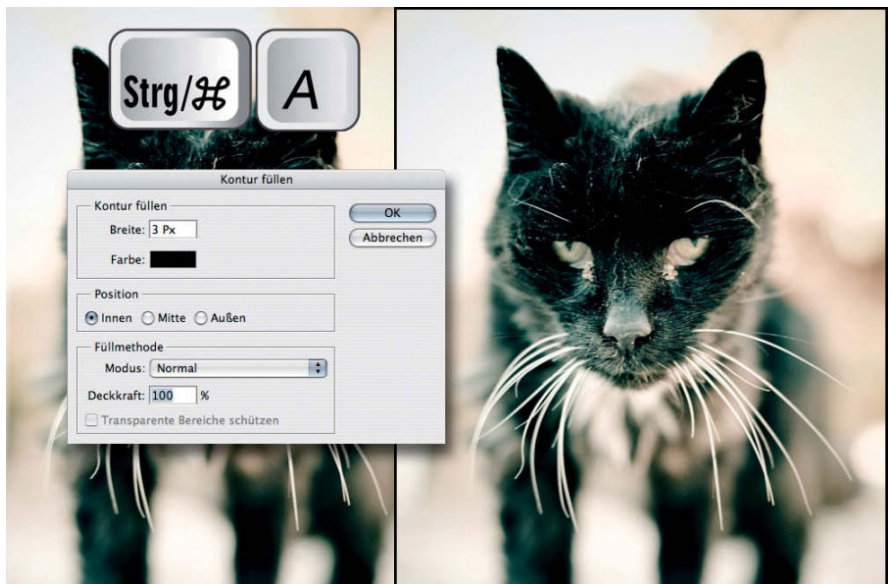 Strg/⌘ A
Kontur füllen
Kontur füllen
OK
Breite: 3 Px
Abbrechen
Farbe:
Position
Innen Mitte Außen
Füllmethode
Modus: Normal
Deckkraft: 100 %
Transparente Bereiche schützen